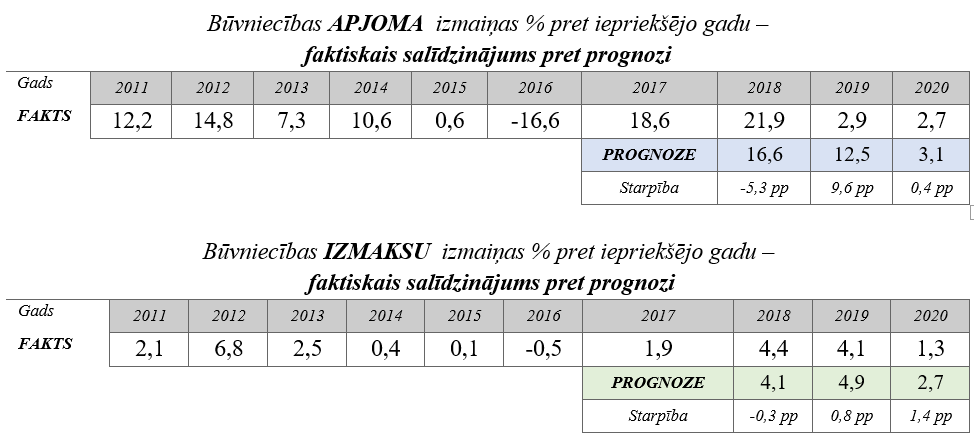 Būvniecības APJOMA izmaiņas % pret iepriekšējo gadu –
faktiskais salīdzinājums pret prognozi
Gads 2011 2012 2013 2014 2015 2016 2017 2018 2019 2020
FAKTS 12,2 14,8 7,3 10,6 0,6 -16,6 18,6 21,9 2,9 2,7
PROGNOZE 16,6 12,5 3,1
Starpība -5,3 pp 9,6 pp 0,4 pp
Būvniecības IZMAKSU izmaiņas % pret iepriekšējo gadu –
faktiskais salīdzinājums pret prognozi
Gads 2011 2012 2013 2014 2015 2016 2017 2018 2019 2020
FAKTS 2,1 6,8 2,5 0,4 0,1 -0,5 1,9 4,4 4,1 1,3
PROGNOZE 4,1 4,9 2,7
Starpība -0,3 pp 0,8 pp 1,4 pp